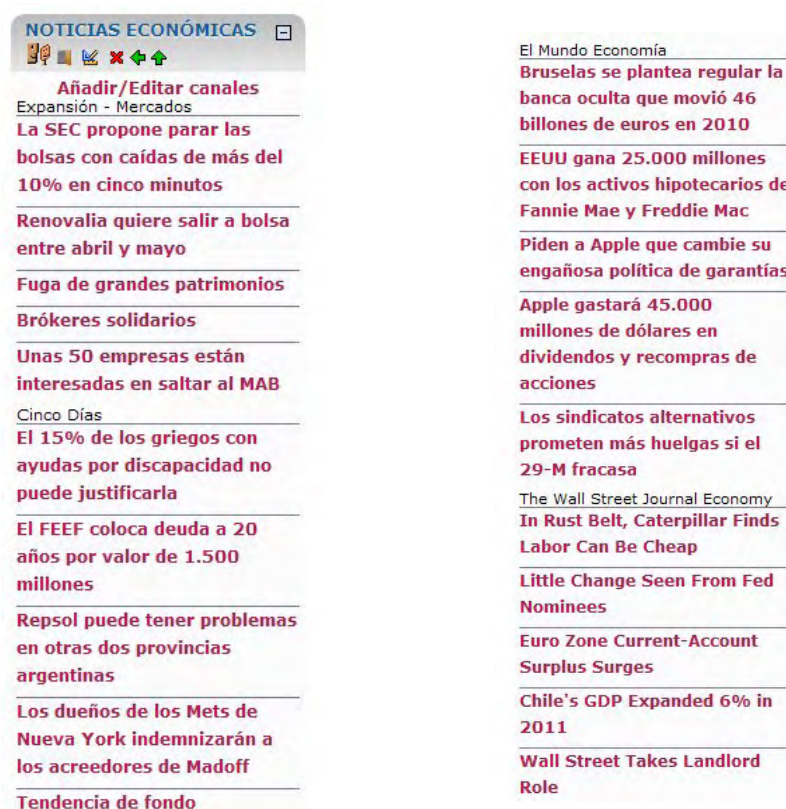 NOTICIAS ECONÓMICAS
Añadir/Editar canales
Expansión - Mercados
La SEC propone parar las
bolsas con caídas de más del
10% en cinco minutos
Renovalia quiere salir a bolsa
entre abril y mayo
Fuga de grandes patrimonios
Brókeres solidarios
Unas 50 empresas están
interesadas en saltar al MAB
Cinco Días
El 15% de los griegos con
ayudas por discapacidad no
puede justificarla
El FEEF coloca deuda a 20
años por valor de 1.500
millones
Repsol puede tener problemas
en otras dos provincias
argentinas
Los dueños de los Mets de
Nueva York indemnizarán a
los acreedores de Madoff
Tendencia de fondo
El Mundo Economía
Bruselas se plantea regular la
banca oculta que movió 46
billones de euros en 2010
EEUU gana 25.000 millones
con los activos hipotecarios de
Fannie Mae y Freddie Mac
Piden a Apple que cambie su
engañosa política de garantías
Apple gastará 45.000
millones de dólares en
dividendos y recompras de
acciones
Los sindicatos alternativos
prometen más huelgas si el
29-M fracasa
The Wall Street Journal Economy
In Rust Belt, Caterpillar Finds
Labor Can Be Cheap
Little Change Seen From Fed
Nominees
Euro Zone Current-Account
Surplus Surges
Chile's GDP Expanded 6% in
2011
Wall Street Takes Landlord
Role